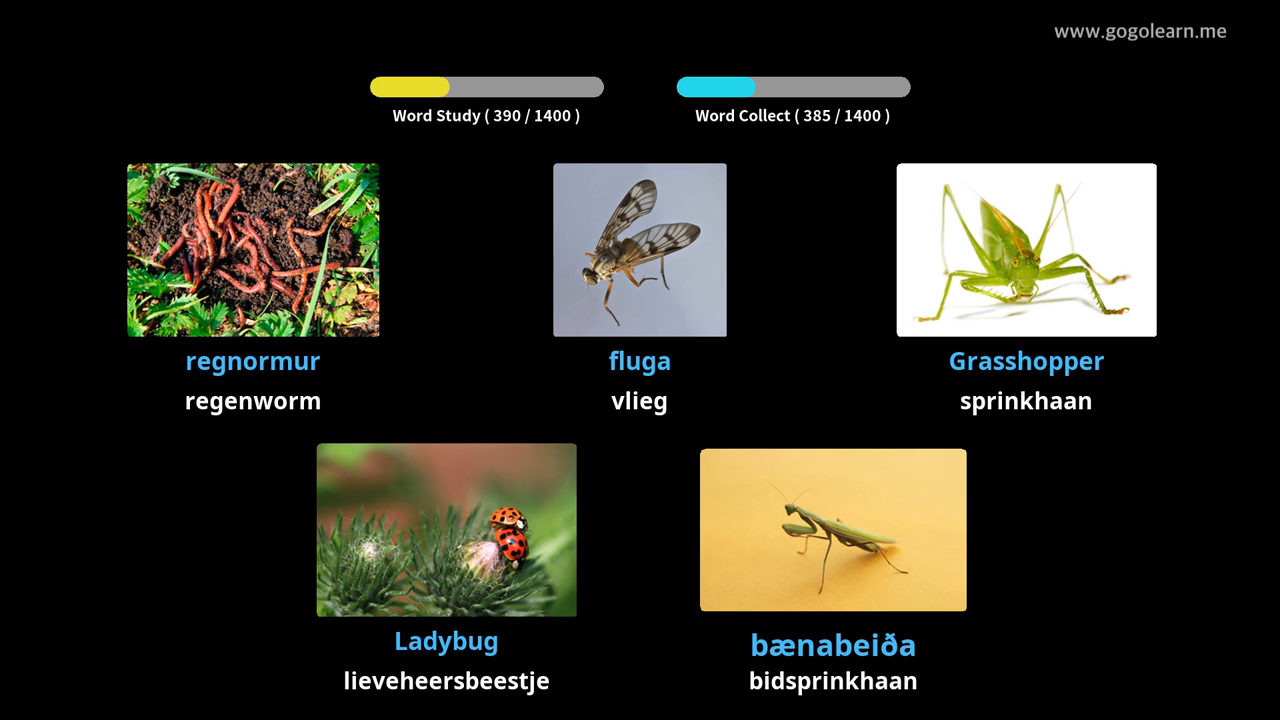 www.gogolearn.me
Word Study ( 390 / 1400 )
Word Collect ( 385 / 1400 )
regnormur
regenworm
fluga
vlieg
Grasshopper
sprinkhaan
Ladybug
lieveheersbeestje
bænabeiða
bidsprinkhaan